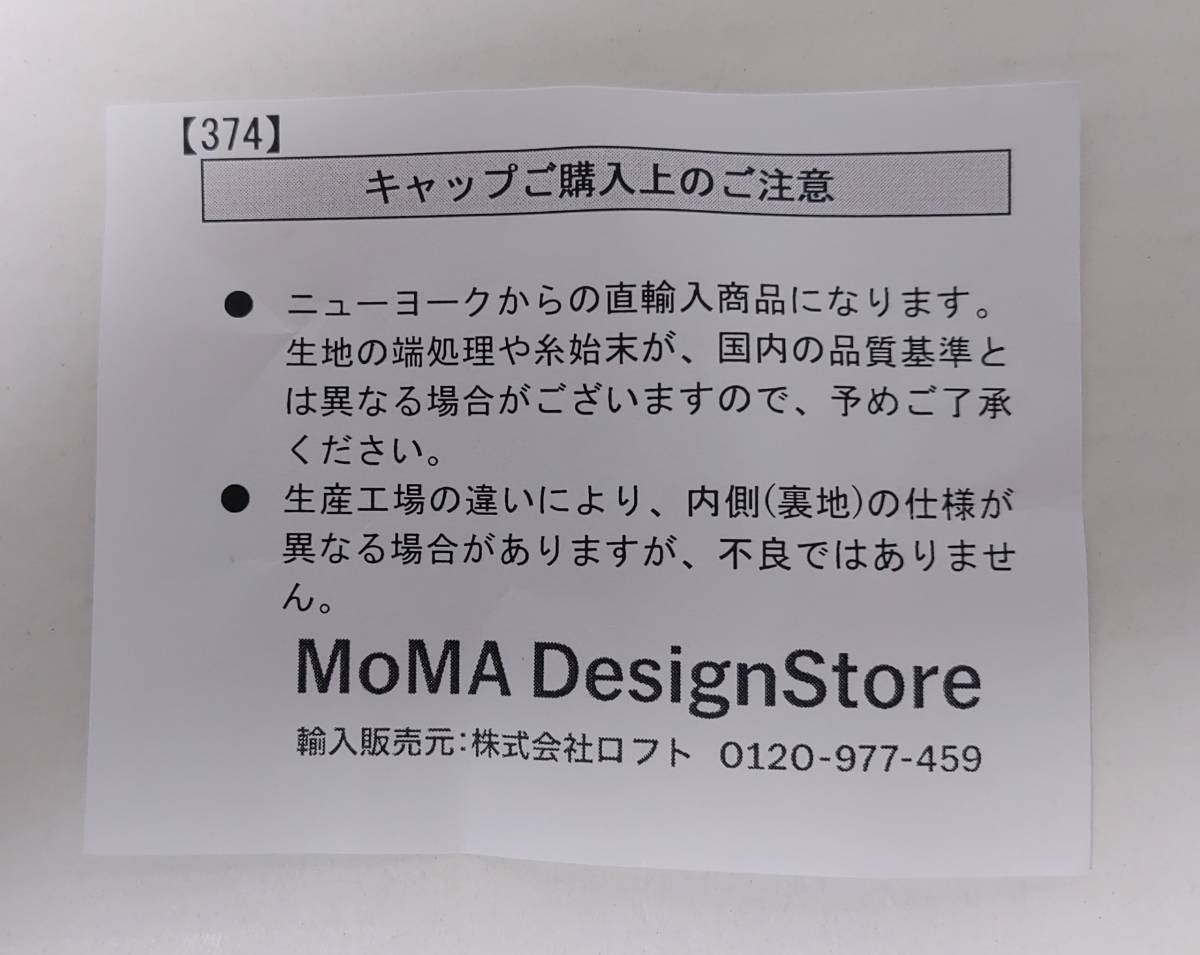 【374】
キャップご購入上のご注意
● ニューヨークからの直輸入商品になります。
生地の端処理や糸始末が、国内の品質基準と
は異なる場合がございますので、予めご了承
ください。
● 生産工場の違いにより、内側(裏地)の仕様が
異なる場合がありますが、不良ではありませ
ん。
MoMA DesignStore
輸入販売元:株式会社ロフト 0120-977-459